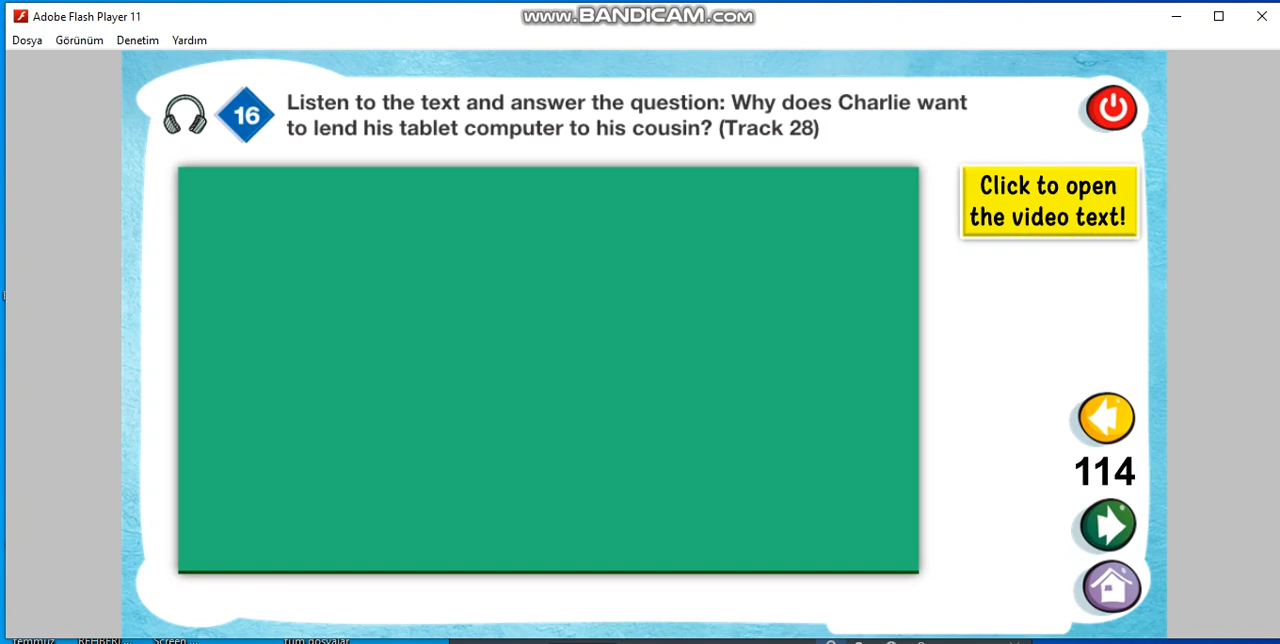 Adobe Flash Player 11
www.BANDICAM.com
Dosya Görünüm Denetim Yardım
16
Listen to the text and answer the question: Why does Charlie want
to lend his tablet computer to his cousin? (Track 28)
Click to open
the video text!
114